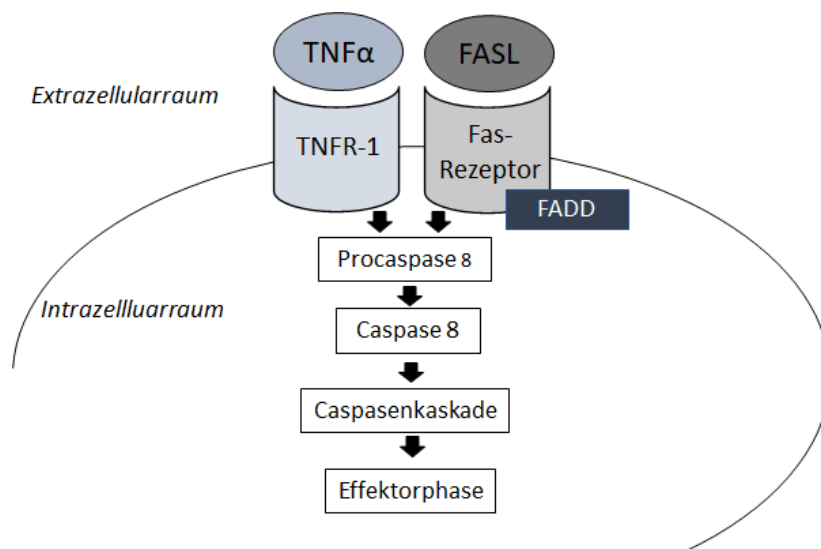 TNFα
FASL
Extrazellularraum
TNFR-1
Fas-
Rezeptor
FADD
Procaspase 8
Intrazellluarraum
Caspase 8
Caspasenkaskade
Effektorphase